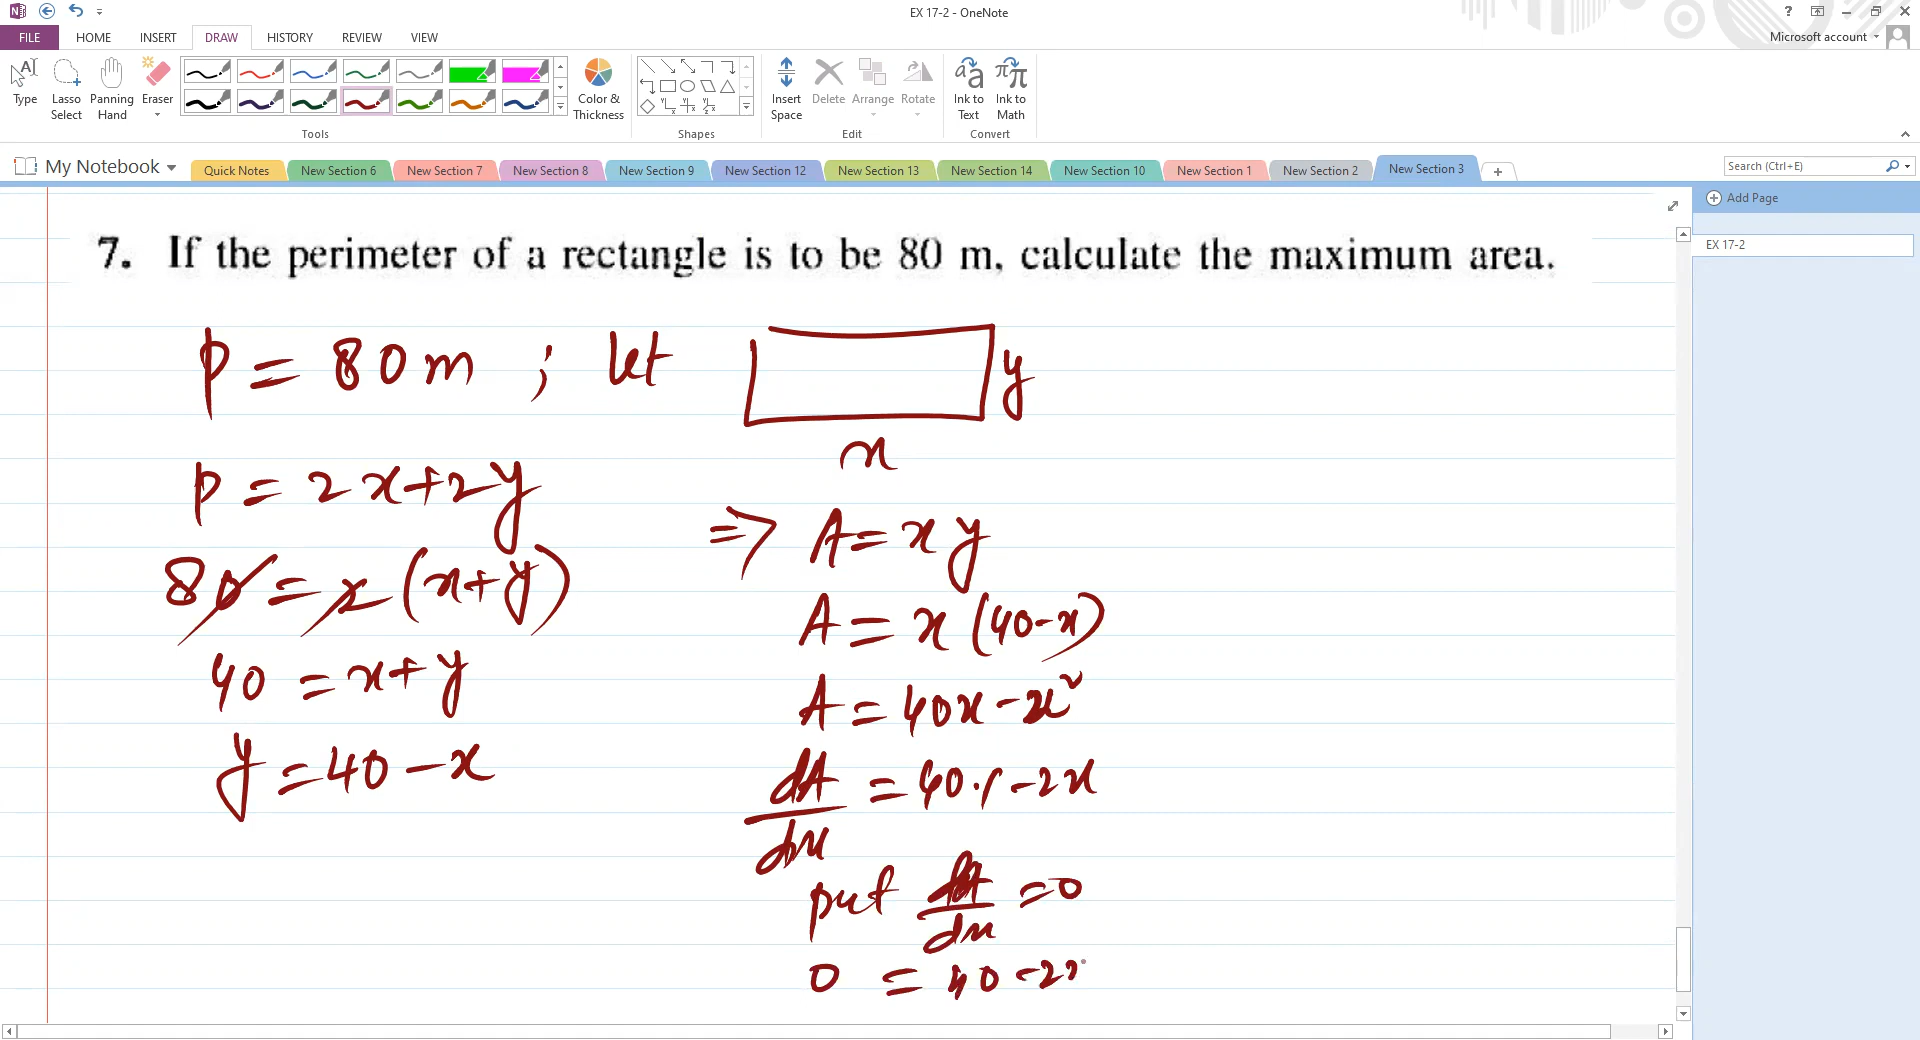 EX 17-2 - OneNote
FILE HOME INSERT DRAW HISTORY REVIEW VIEW
Microsoft account
Type
Lasso Select
Panning Hand
Eraser
Color & Thickness
Insert Space
Delete
Arrange
Rotate
Ink to Text
Ink to Math
Tools
Shapes
Edit
Convert
My Notebook
Quick Notes New Section 6 New Section 7 New Section 8 New Section 9 New Section 12 New Section 13 New Section 14 New Section 10 New Section 1 New Section 2 New Section 3
Search (Ctrl+E)
Add Page
EX 17-2
7. If the perimeter of a rectangle is to be 80 m, calculate the maximum area.
P = 80 m ; let
y
x
P = 2x+2y
80 = 2 (x+y)
40 = x+y
y = 40 - x
⇒ A = xy
A = x (40-x)
A = 40x - x²
dA/dx = 40.1 - 2x
put dA/dx = 0
0 = 40 - 2x